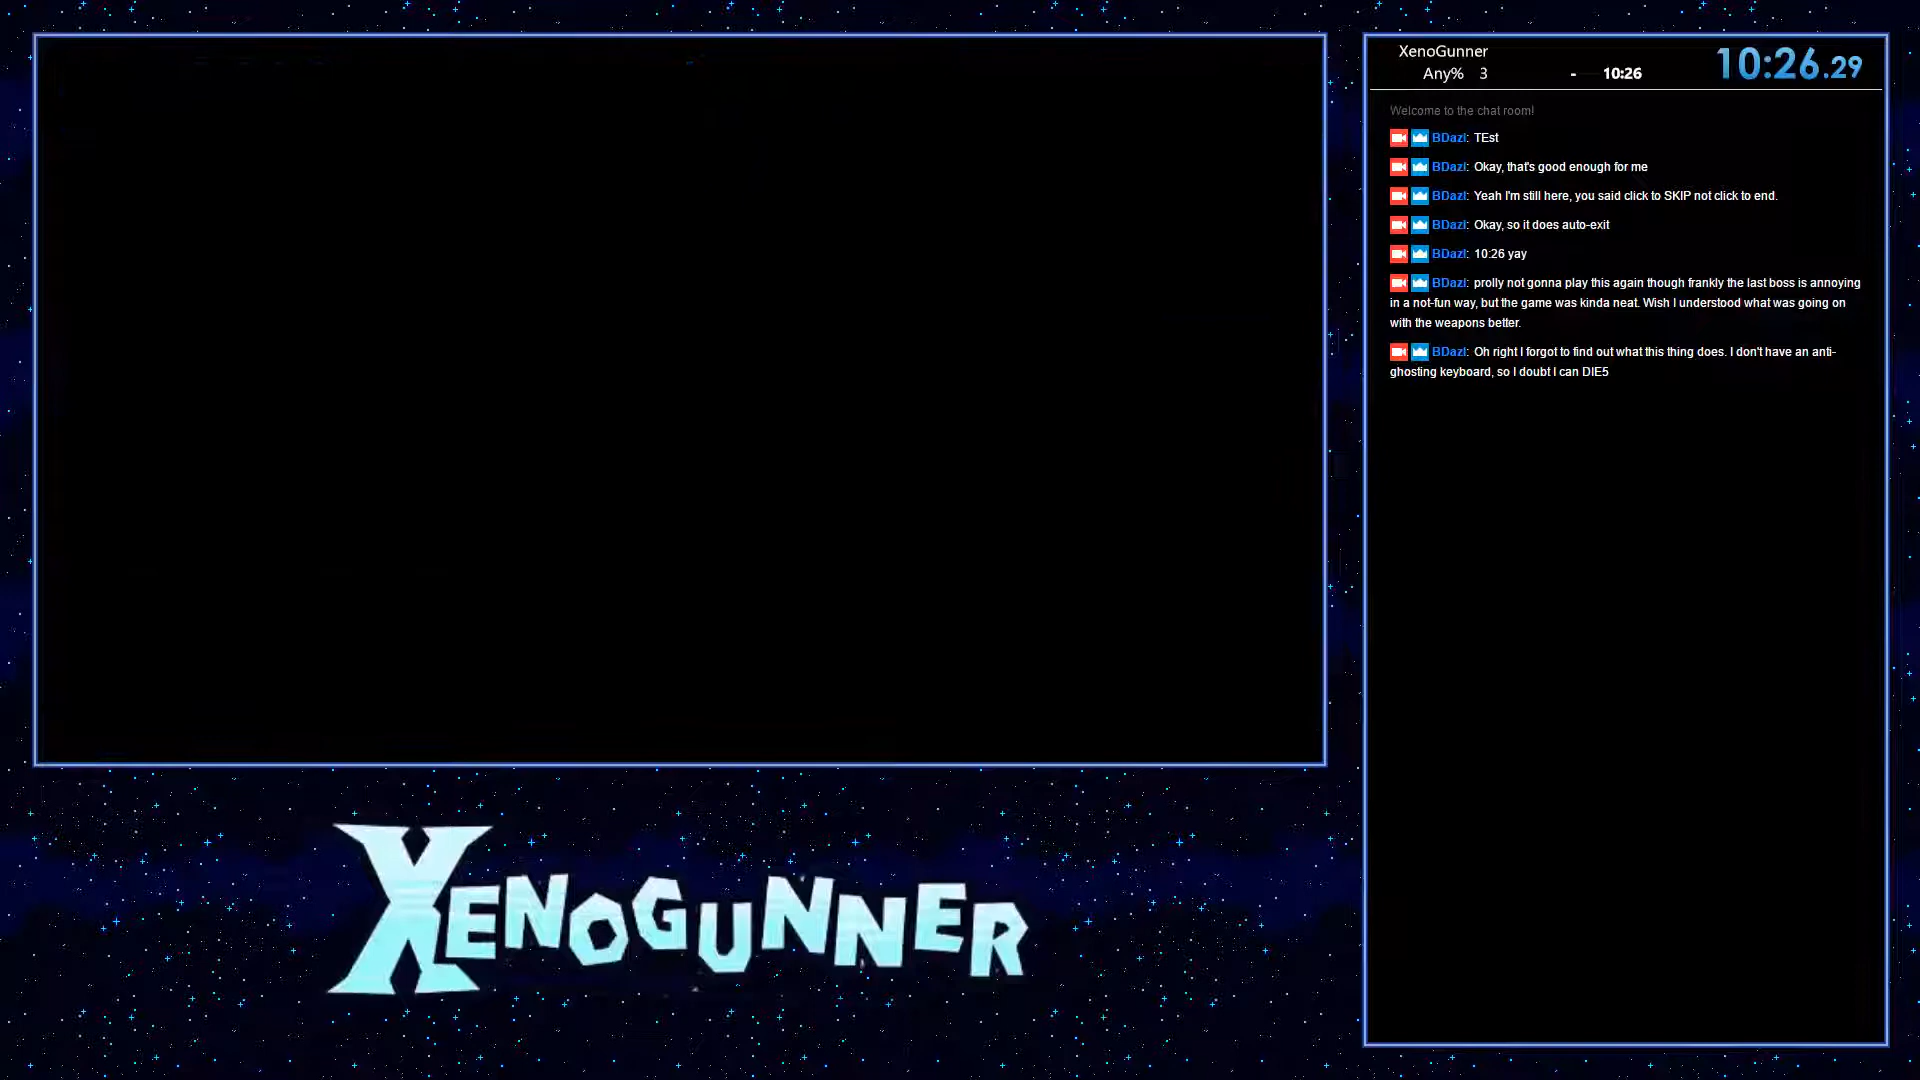 XenoGunner
Any% 3 - 10:26
10:26.29
Welcome to the chat room!
BDazl: TEst
BDazl: Okay, that's good enough for me
BDazl: Yeah I'm still here, you said click to SKIP not click to end.
BDazl: Okay, so it does auto-exit
BDazl: 10:26 yay
BDazl: prolly not gonna play this again though frankly the last boss is annoying
in a not-fun way, but the game was kinda neat. Wish I understood what was going on
with the weapons better.
BDazl: Oh right I forgot to find out what this thing does. I don't have an anti-
ghosting keyboard, so I doubt I can DIE5
XENOGUNNER